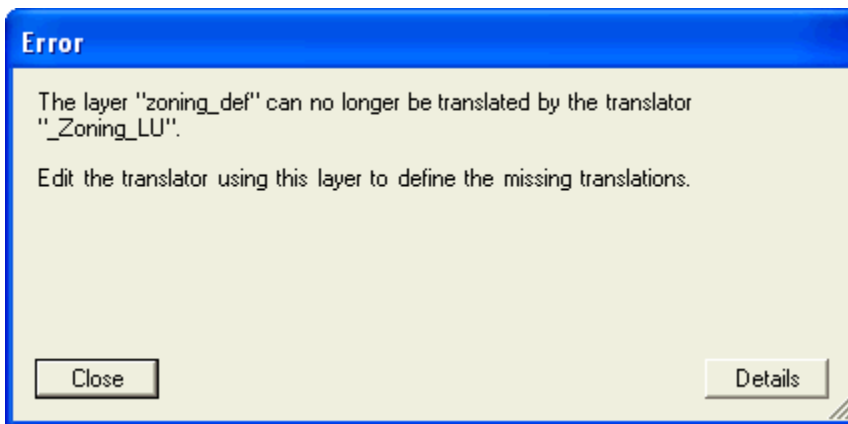 Error
The layer "zoning_def" can no longer be translated by the translator
"_Zoning_LU".
Edit the translator using this layer to define the missing translations.
Close
Details